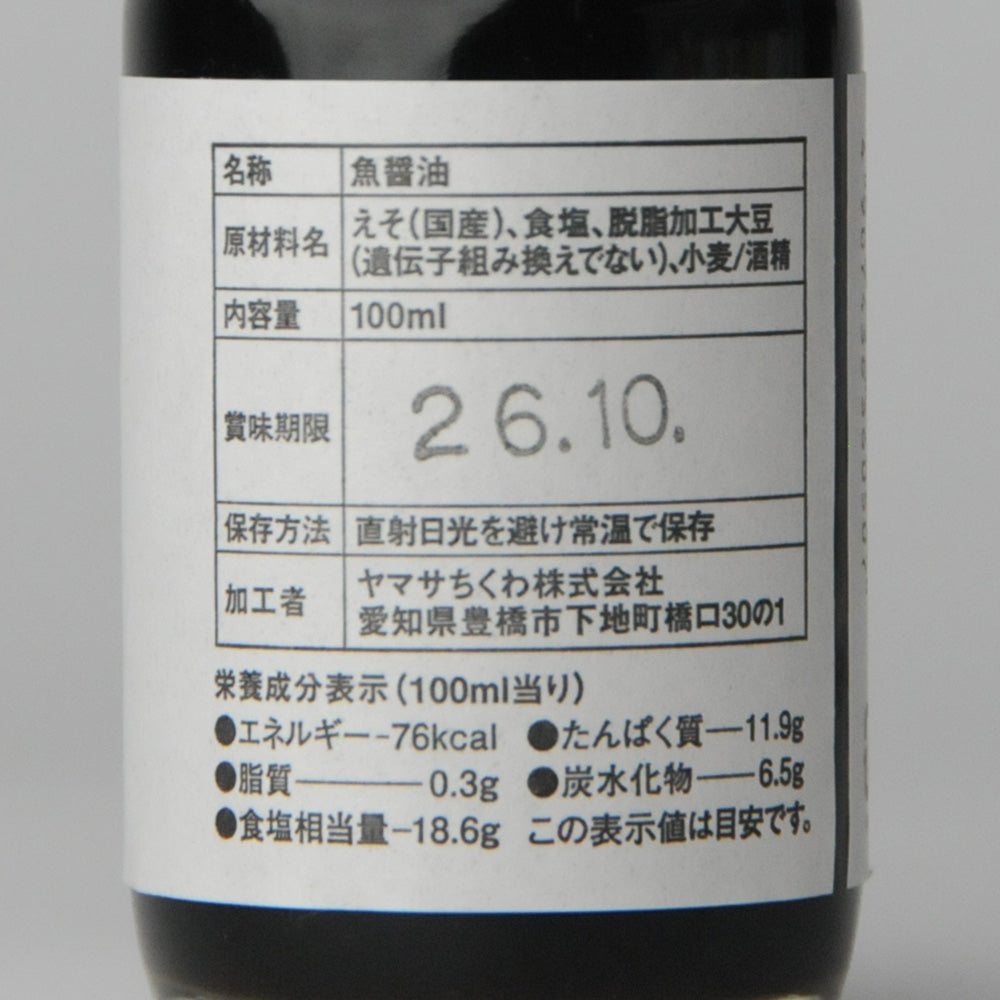 名称 魚醤油
原材料名 えそ(国産)、食塩、脱脂加工大豆
(遺伝子組み換えでない)、小麦/酒精
内容量 100ml
賞味期限 26.10.
保存方法 直射日光を避け常温で保存
加工者 ヤマサちくわ株式会社
愛知県豊橋市下地町橋口30の1
栄養成分表示(100ml当り)
●エネルギー-76kcal ●たんぱく質—11.9g
●脂質———0.3g ●炭水化物——6.5g
●食塩相当量-18.6g この表示値は目安です。